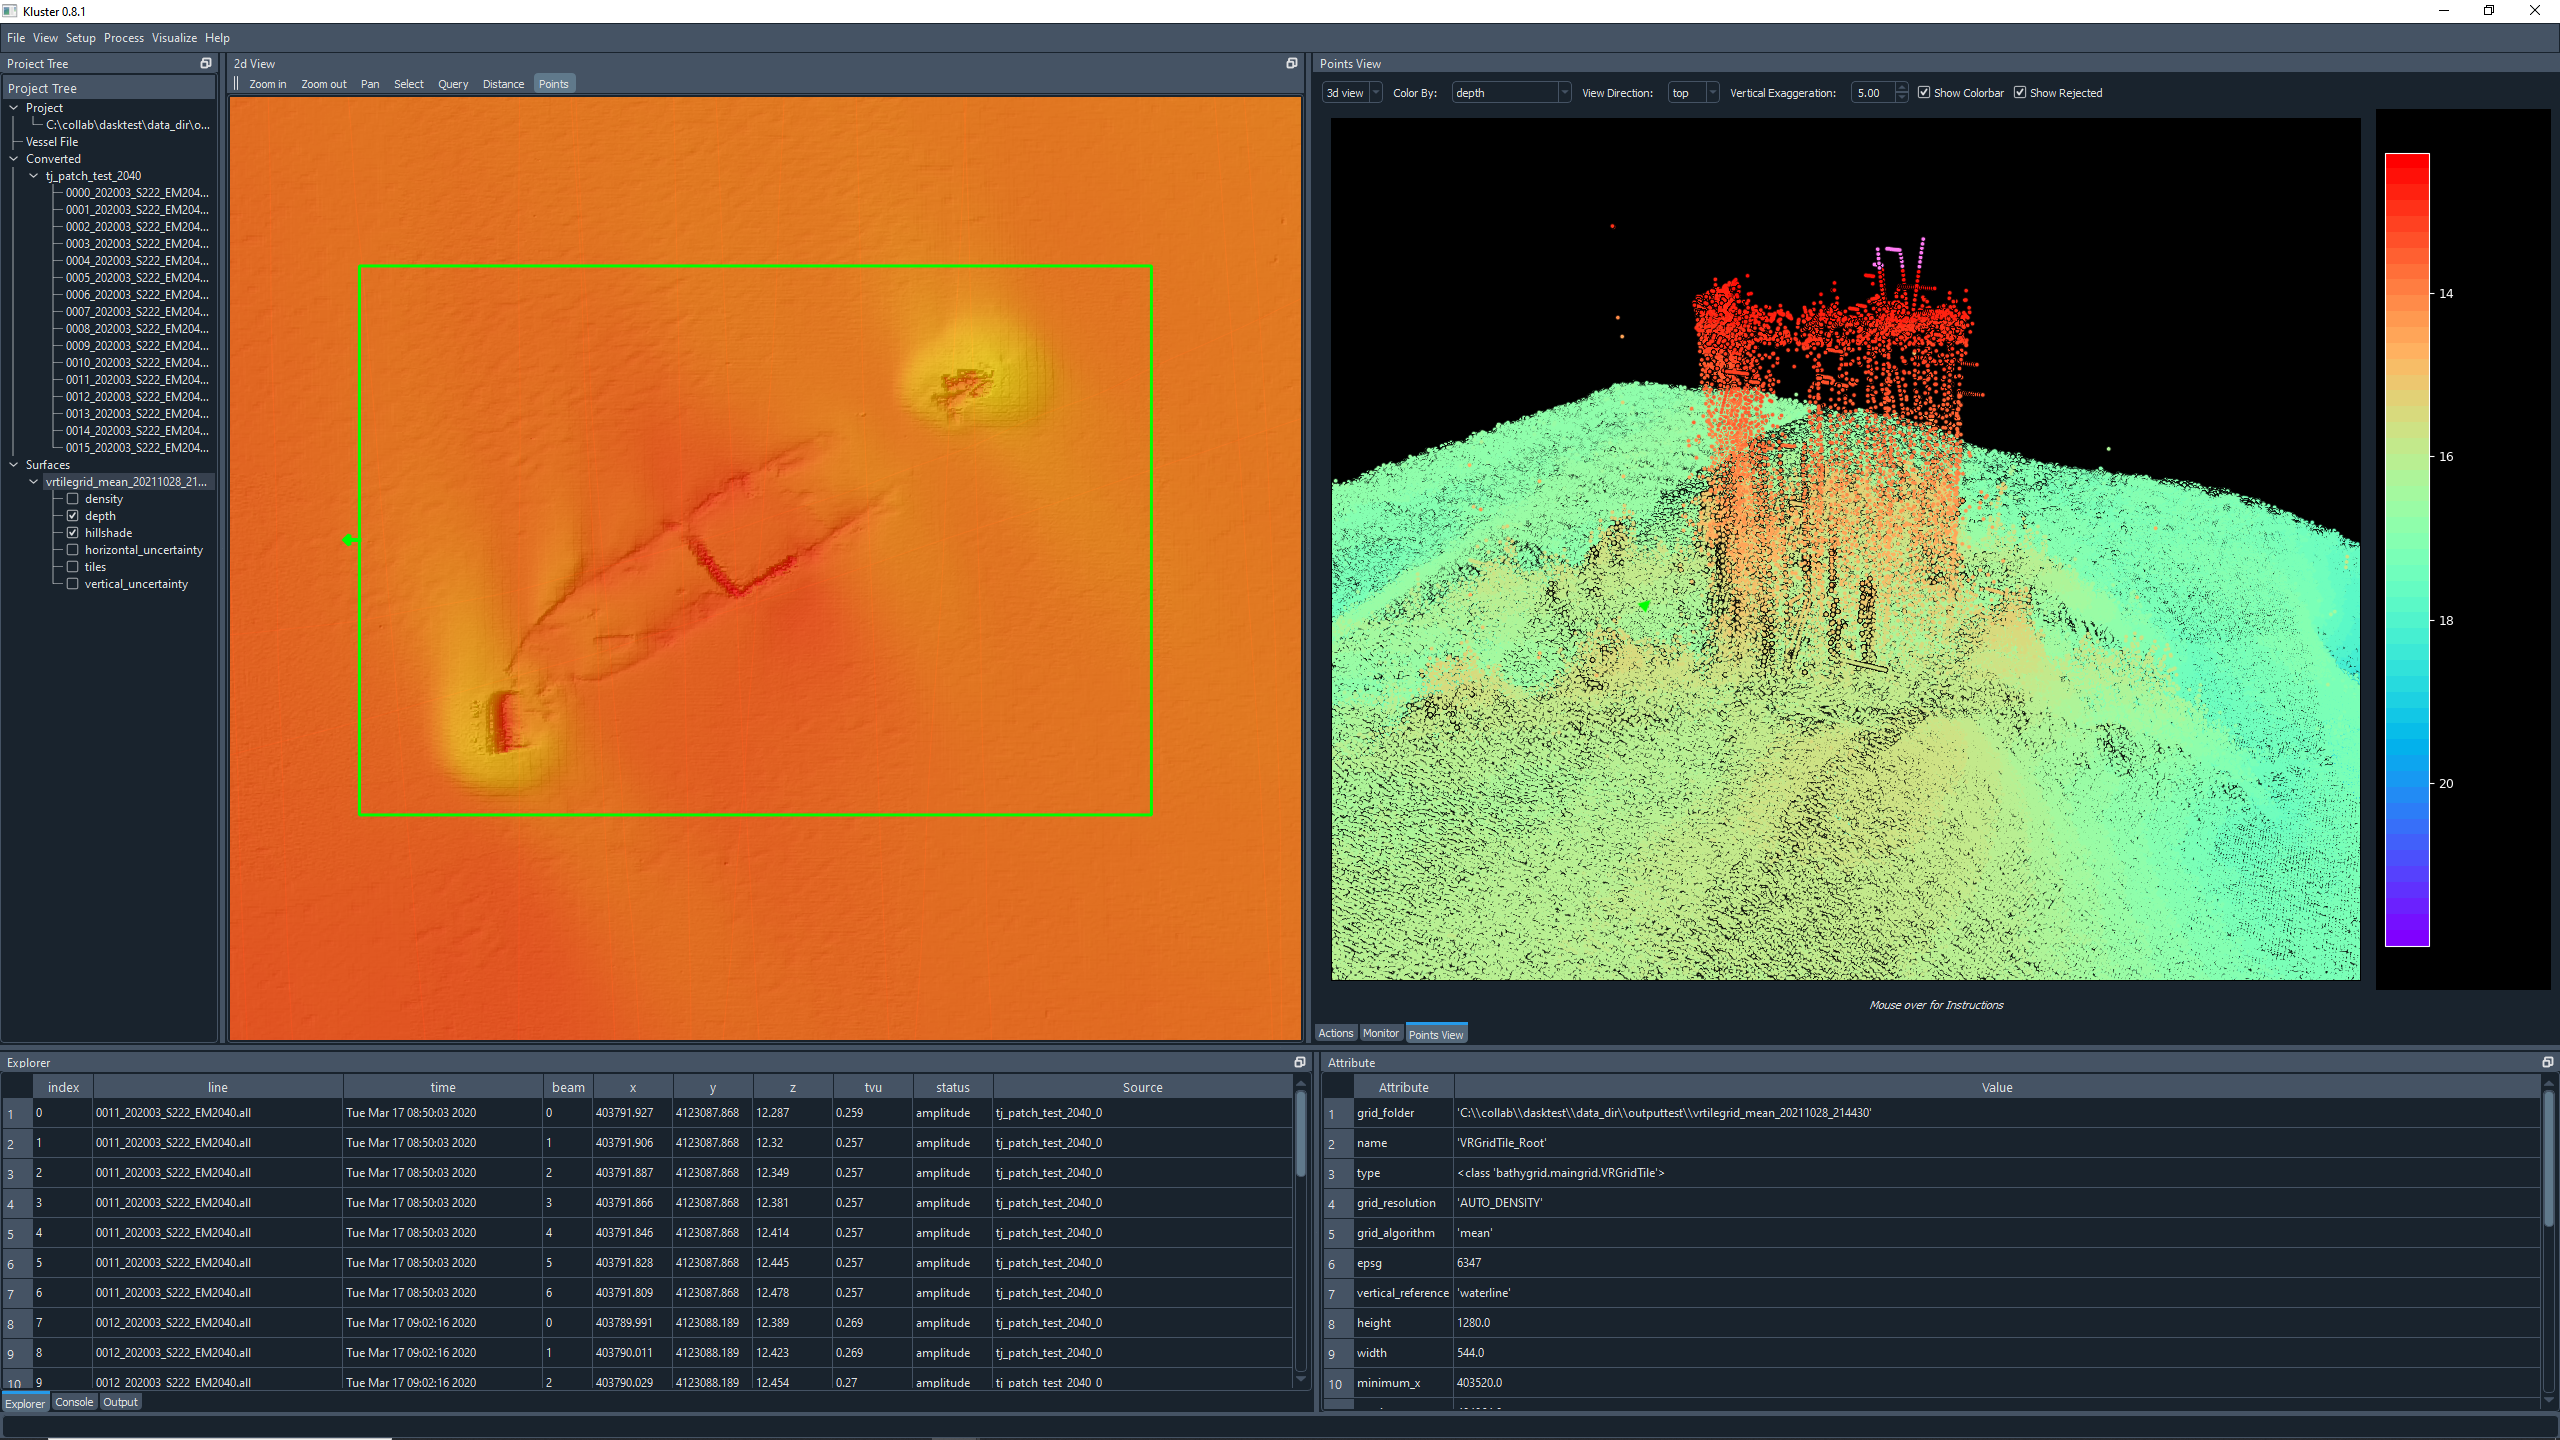 Kluster 0.8.1
File View Setup Process Visualize Help
Project Tree
Project Tree
Project
C:\collab\dasktest\data_dir\o...
Vessel File
Converted
tj_patch_test_2040
0000_202003_S222_EM204...
0001_202003_S222_EM204...
0002_202003_S222_EM204...
0003_202003_S222_EM204...
0004_202003_S222_EM204...
0005_202003_S222_EM204...
0006_202003_S222_EM204...
0007_202003_S222_EM204...
0008_202003_S222_EM204...
0009_202003_S222_EM204...
0010_202003_S222_EM204...
0011_202003_S222_EM204...
0012_202003_S222_EM204...
0013_202003_S222_EM204...
0014_202003_S222_EM204...
0015_202003_S222_EM204...
Surfaces
vrtilegrid_mean_20211028_21...
density
depth
hillshade
horizontal_uncertainty
tiles
vertical_uncertainty
2d View
Zoom in Zoom out Pan Select Query Distance Points
Points View
3d view Color By: depth View Direction: top Vertical Exaggeration: 5.00 Show Colorbar Show Rejected
14
16
18
20
Mouse over for Instructions
Actions Monitor Points View
Explorer
index line time beam x y z tvu status Source
1 0 0011_202003_S222_EM2040.all Tue Mar 17 08:50:03 2020 0 403791.927 4123087.868 12.287 0.259 amplitude tj_patch_test_2040_0
2 1 0011_202003_S222_EM2040.all Tue Mar 17 08:50:03 2020 1 403791.906 4123087.868 12.32 0.257 amplitude tj_patch_test_2040_0
3 2 0011_202003_S222_EM2040.all Tue Mar 17 08:50:03 2020 2 403791.887 4123087.868 12.349 0.257 amplitude tj_patch_test_2040_0
4 3 0011_202003_S222_EM2040.all Tue Mar 17 08:50:03 2020 3 403791.866 4123087.868 12.381 0.257 amplitude tj_patch_test_2040_0
5 4 0011_202003_S222_EM2040.all Tue Mar 17 08:50:03 2020 4 403791.846 4123087.868 12.414 0.257 amplitude tj_patch_test_2040_0
6 5 0011_202003_S222_EM2040.all Tue Mar 17 08:50:03 2020 5 403791.828 4123087.868 12.445 0.257 amplitude tj_patch_test_2040_0
7 6 0011_202003_S222_EM2040.all Tue Mar 17 08:50:03 2020 6 403791.809 4123087.868 12.478 0.257 amplitude tj_patch_test_2040_0
8 7 0012_202003_S222_EM2040.all Tue Mar 17 09:02:16 2020 0 403789.991 4123088.189 12.389 0.269 amplitude tj_patch_test_2040_0
9 8 0012_202003_S222_EM2040.all Tue Mar 17 09:02:16 2020 1 403790.011 4123088.189 12.423 0.269 amplitude tj_patch_test_2040_0
10 9 0012_202003_S222_EM2040.all Tue Mar 17 09:02:16 2020 2 403790.029 4123088.189 12.454 0.27 amplitude tj_patch_test_2040_0
Explorer Console Output
Attribute
Attribute Value
1 grid_folder 'C:\\collab\\dasktest\\data_dir\\outputtest\\vrtilegrid_mean_20211028_214430'
2 name 'VRGridTile_Root'
3 type <class 'bathygrid.maingrid.VRGridTile'>
4 grid_resolution 'AUTO_DENSITY'
5 grid_algorithm 'mean'
6 epsg 6347
7 vertical_reference 'waterline'
8 height 1280.0
9 width 544.0
10 minimum_x 403520.0